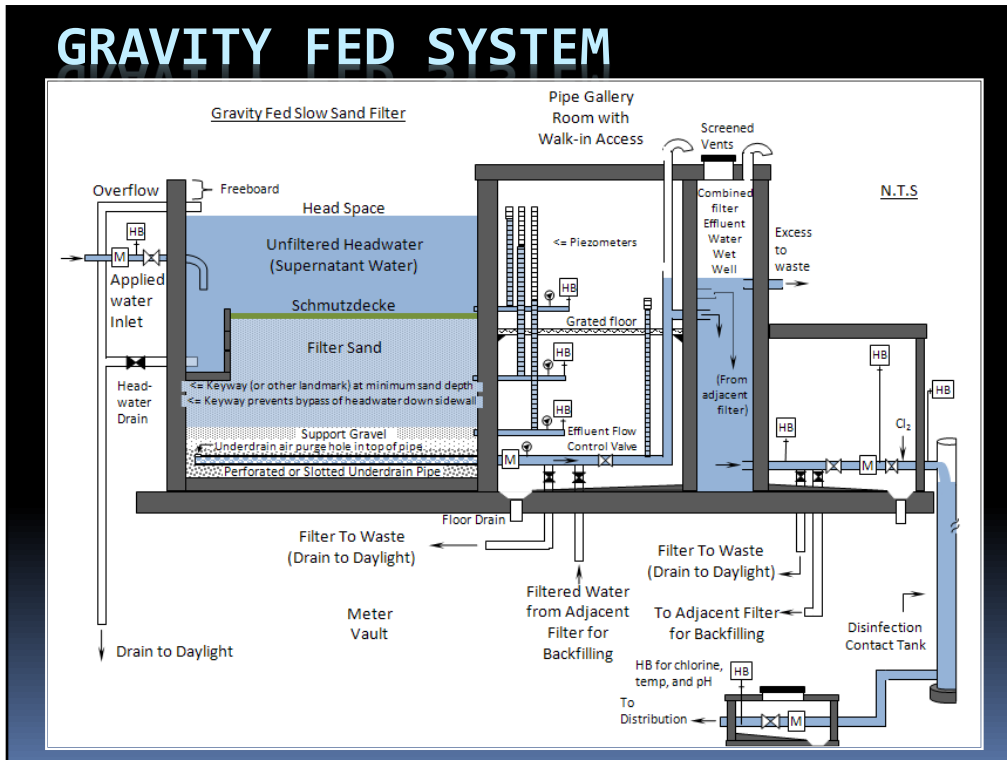 GRAVITY FED SYSTEM
Gravity Fed Slow Sand Filter
Pipe Gallery
Room with
Walk-in Access
Screened
Vents
N.T.S
Overflow
Freeboard
Head Space
HB
M
Unfiltered Headwater
(Supernatant Water)
Applied
water
Inlet
Schmutzdecke
Filter Sand
Head-
water
Drain
<= Keyway (or other landmark) at minimum sand depth
<= Keyway prevents bypass of headwater down sidewall
Support Gravel
Underdrain air purge hole in top of pipe
Perforated or Slotted Underdrain Pipe
<= Piezometers
HB
Grated floor
HB
HB
Effluent Flow
Control Valve
M
Combined
filter
Effluent
Water
Wet
Well
Excess
to
waste
(From
adjacent
filter)
HB
HB
HB
Cl₂
M
Floor Drain
Filter To Waste
(Drain to Daylight)
Filtered Water
from Adjacent
Filter for
Backfilling
Filter To Waste
(Drain to Daylight)
To Adjacent Filter
for Backfilling
Meter
Vault
Drain to Daylight
Disinfection
Contact Tank
HB for chlorine,
temp, and pH
HB
To
Distribution
M